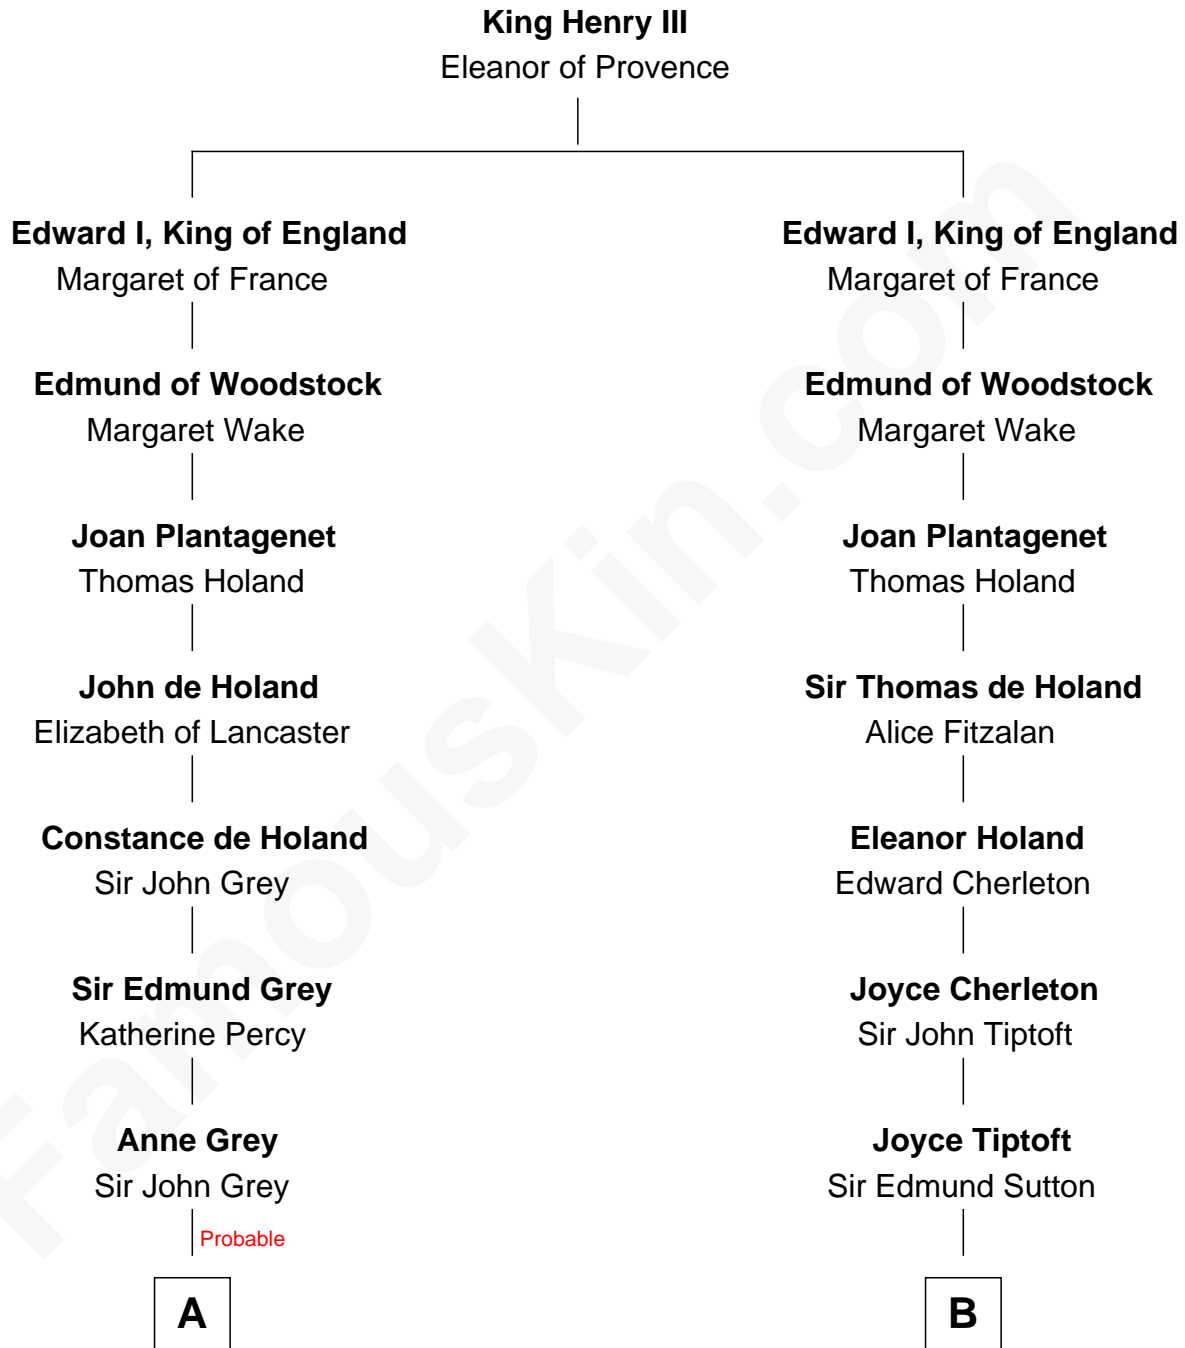 King Henry III
Eleanor of Provence
Edward I, King of England
Margaret of France
Edward I, King of England
Margaret of France
Edmund of Woodstock
Margaret Wake
Edmund of Woodstock
Margaret Wake
Joan Plantagenet
Thomas Holand
Joan Plantagenet
Thomas Holand
John de Holand
Elizabeth of Lancaster
Sir Thomas de Holand
Alice Fitzalan
Constance de Holand
Sir John Grey
Eleanor Holand
Edward Cherleton
Sir Edmund Grey
Katherine Percy
Joyce Cherleton
Sir John Tiptoft
Anne Grey
Sir John Grey
Joyce Tiptoft
Sir Edmund Sutton
Probable
A
B
FamousKin.com